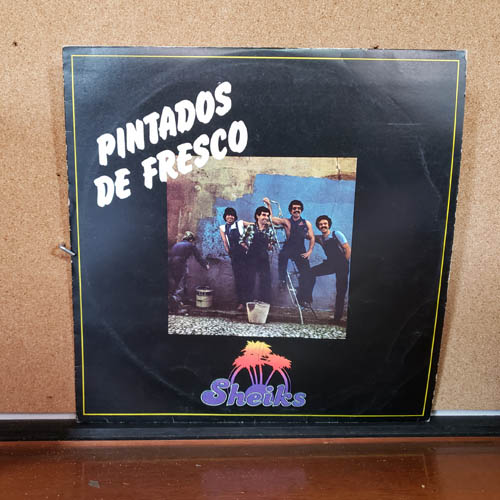 PINTADOS
DE FRESCO
Sheiks